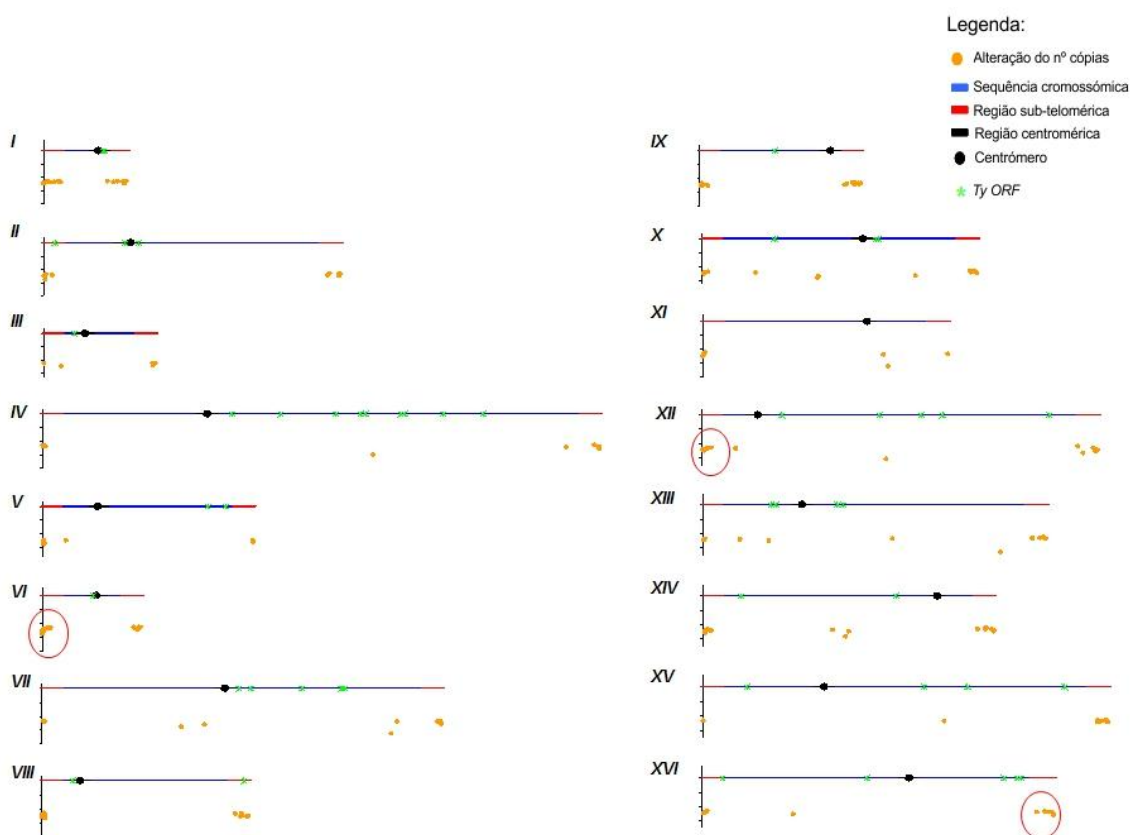 Legenda:
Alteração do nº cópias
Sequência cromossómica
Região sub-telomérica
Região centromérica
Centrómero
Ty ORF
I
II
III
IV
V
VI
VII
VIII
IX
X
XI
XII
XIII
XIV
XV
XVI